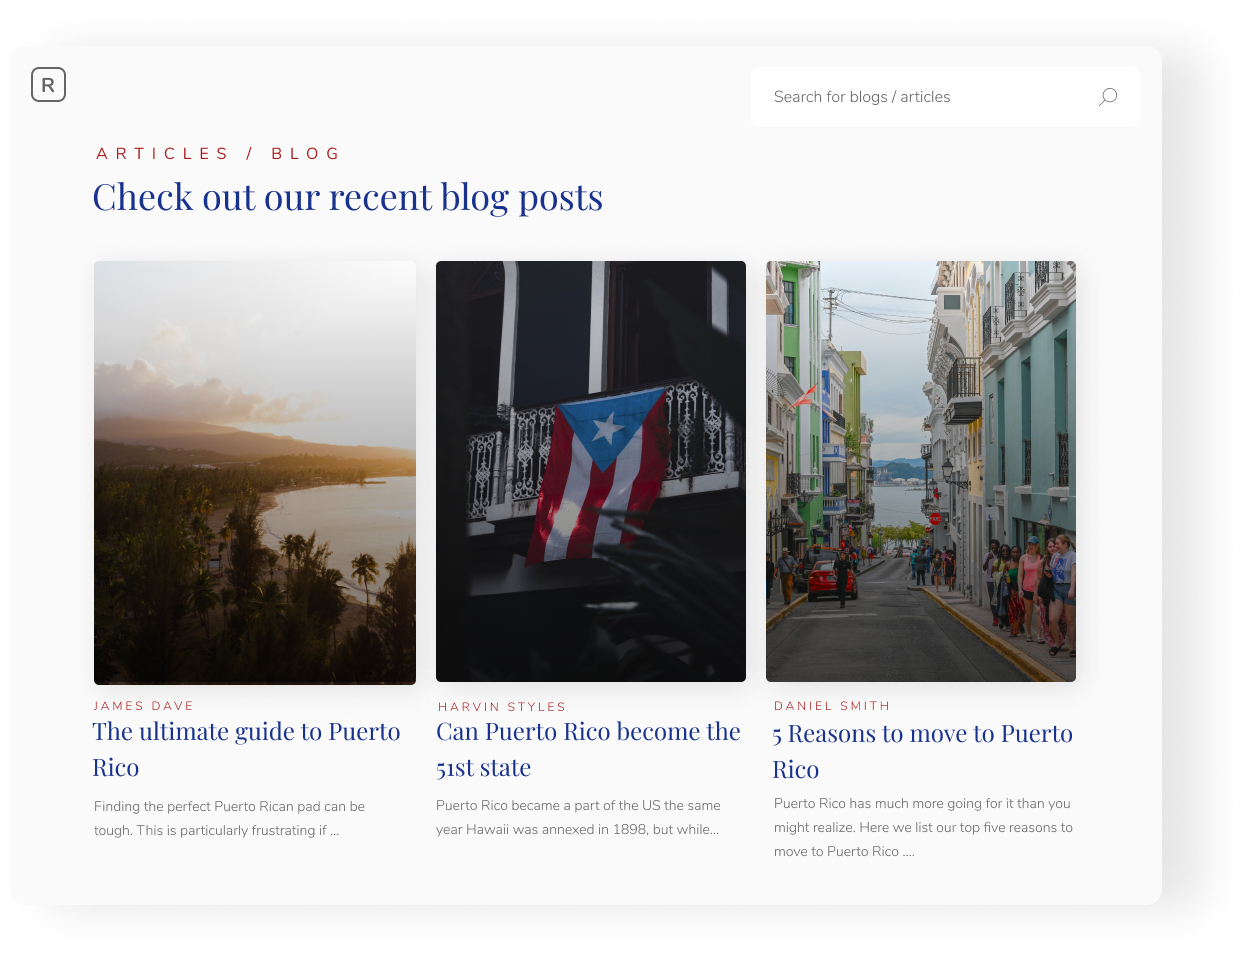 R
Search for blogs / articles
ARTICLES / BLOG
Check out our recent blog posts
JAMES DAVE
The ultimate guide to Puerto
Rico
Finding the perfect Puerto Rican pad can be
tough. This is particularly frustrating if ...
HARVIN STYLES
Can Puerto Rico become the
51st state
Puerto Rico became a part of the US the same
year Hawaii was annexed in 1898, but while...
DANIEL SMITH
5 Reasons to move to Puerto
Rico
Puerto Rico has much more going for it than you
might realize. Here we list our top five reasons to
move to Puerto Rico ....